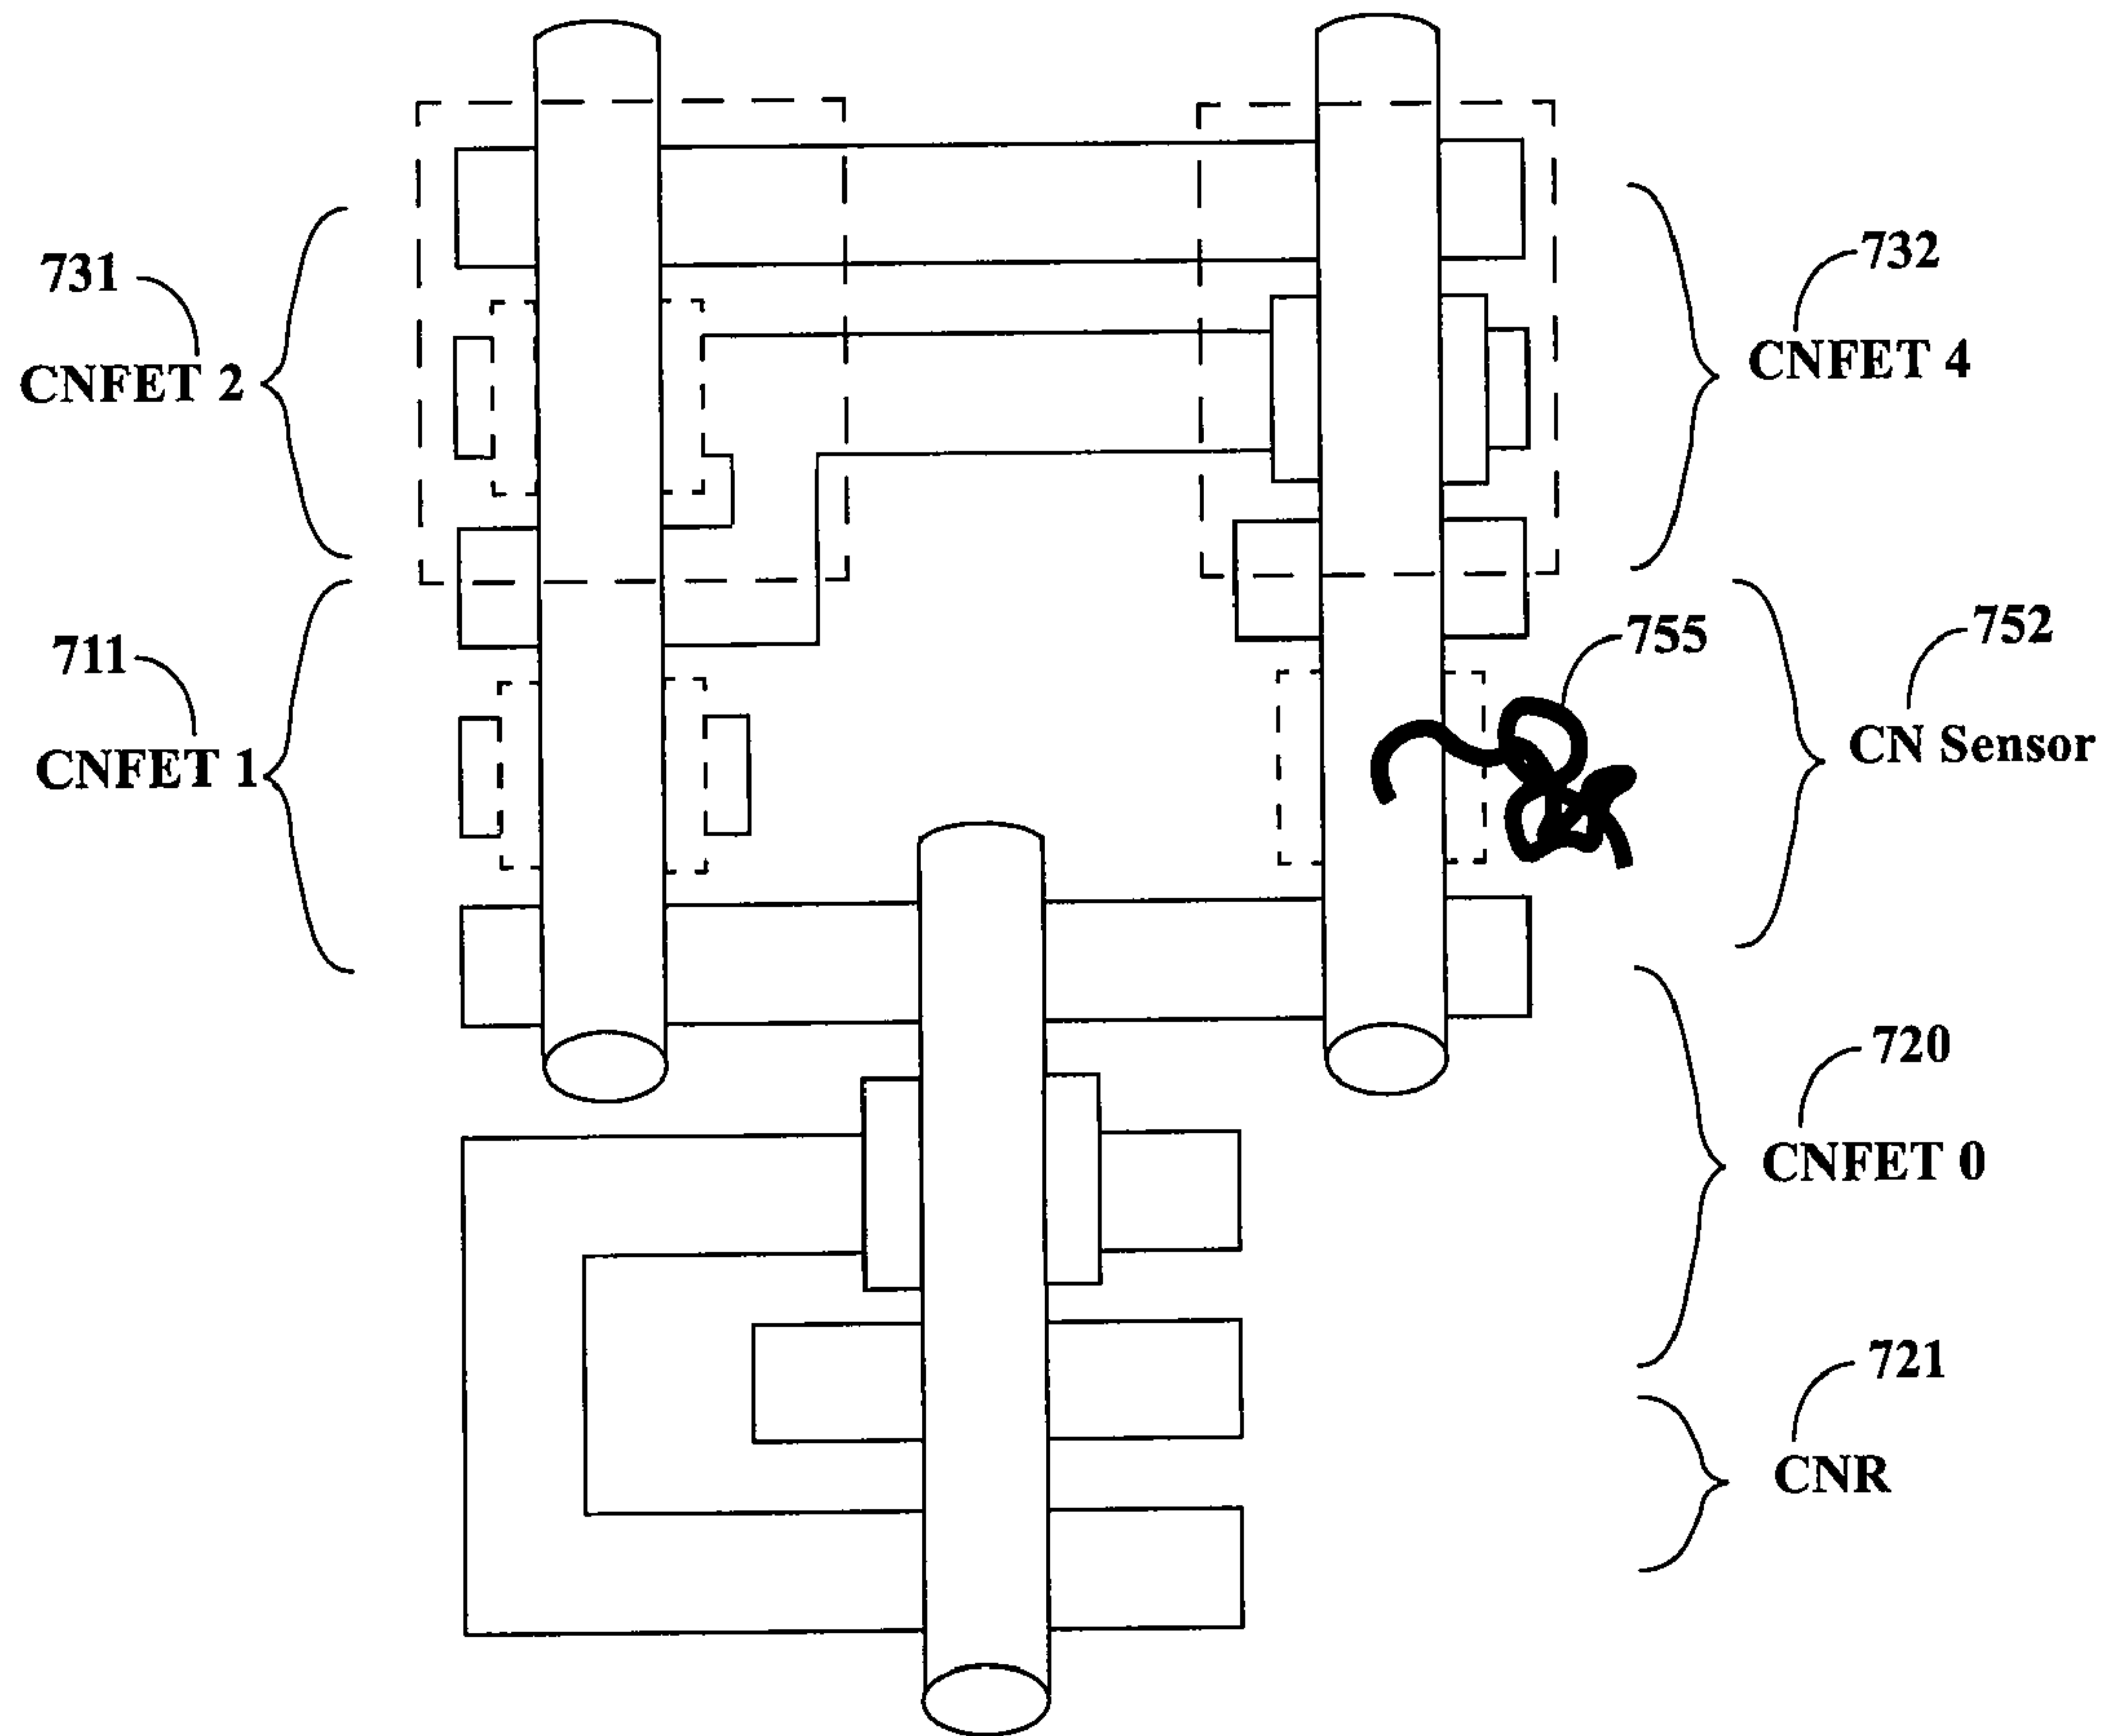 731
CNFET 2
732
CNFET 4
711
CNFET 1
755
752
CN Sensor
720
CNFET 0
721
CNR